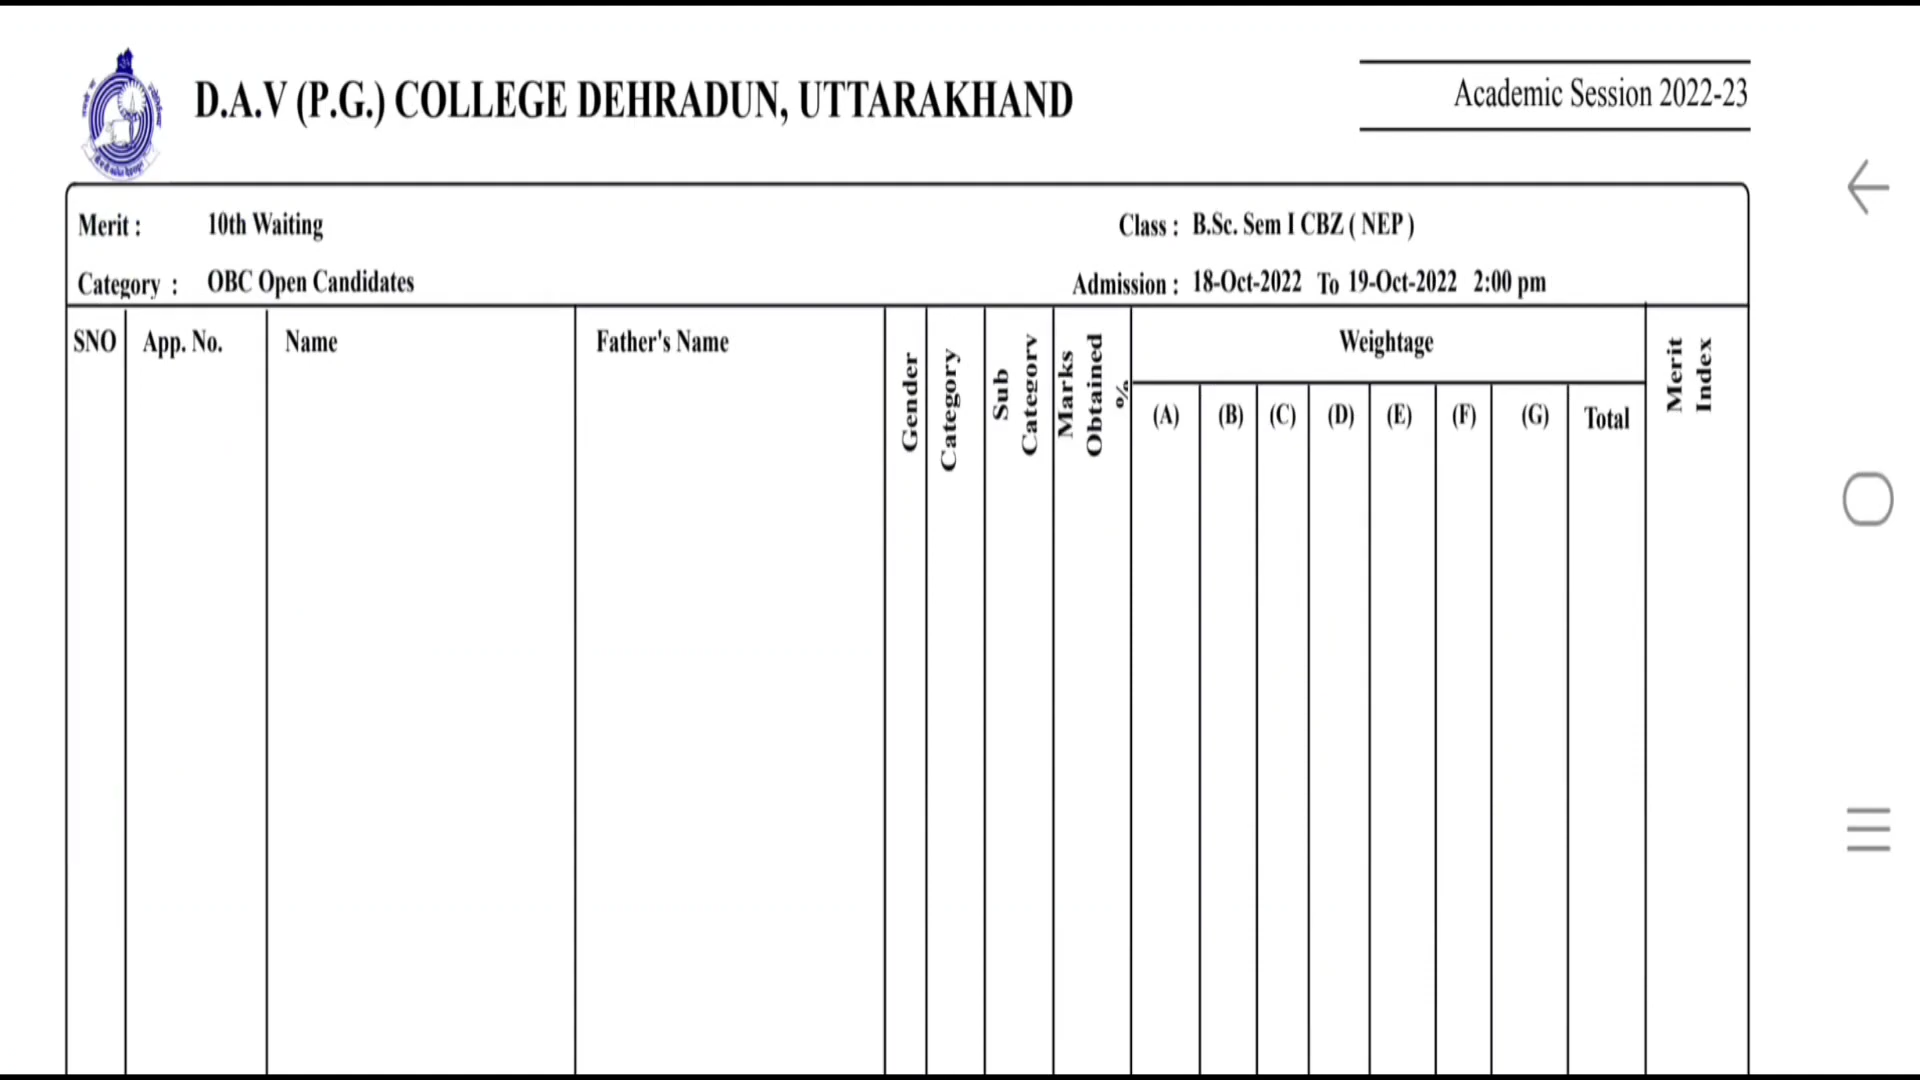 D.A.V (P.G.) COLLEGE DEHRADUN, UTTARAKHAND
Academic Session 2022-23
Merit : 10th Waiting
Class : B.Sc. Sem I CBZ ( NEP )
Category : OBC Open Candidates
Admission : 18-Oct-2022 To 19-Oct-2022 2:00 pm
SNO
App. No.
Name
Father's Name
Gender
Category
Sub
Category
Marks
Obtained
%
Weightage
(A) (B) (C) (D) (E) (F) (G) Total
Merit
Index